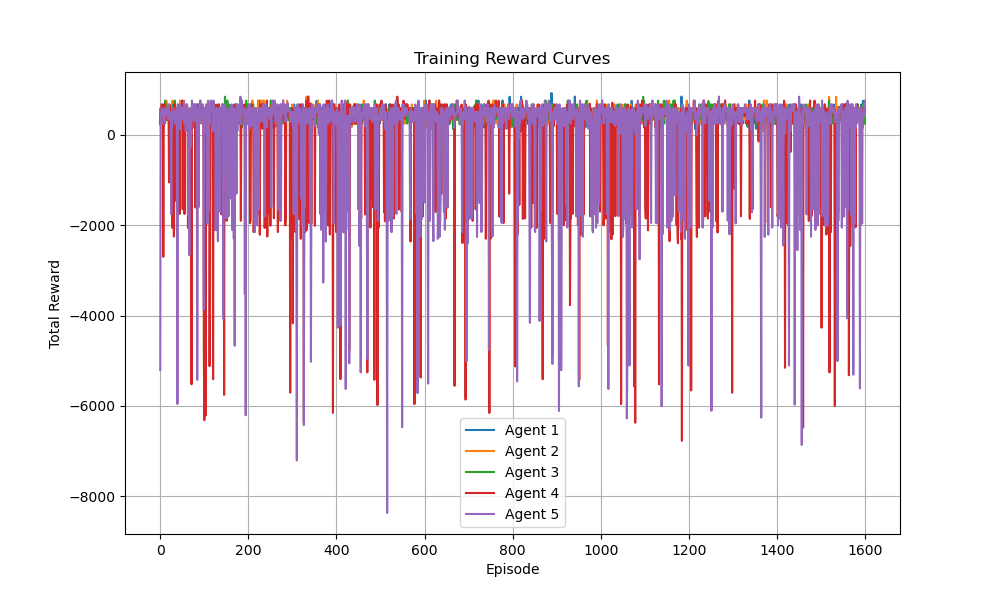 Training Reward Curves
Total Reward
0
−2000
−4000
−6000
−8000
0 200 400 600 800 1000 1200 1400 1600
Episode
Agent 1
Agent 2
Agent 3
Agent 4
Agent 5